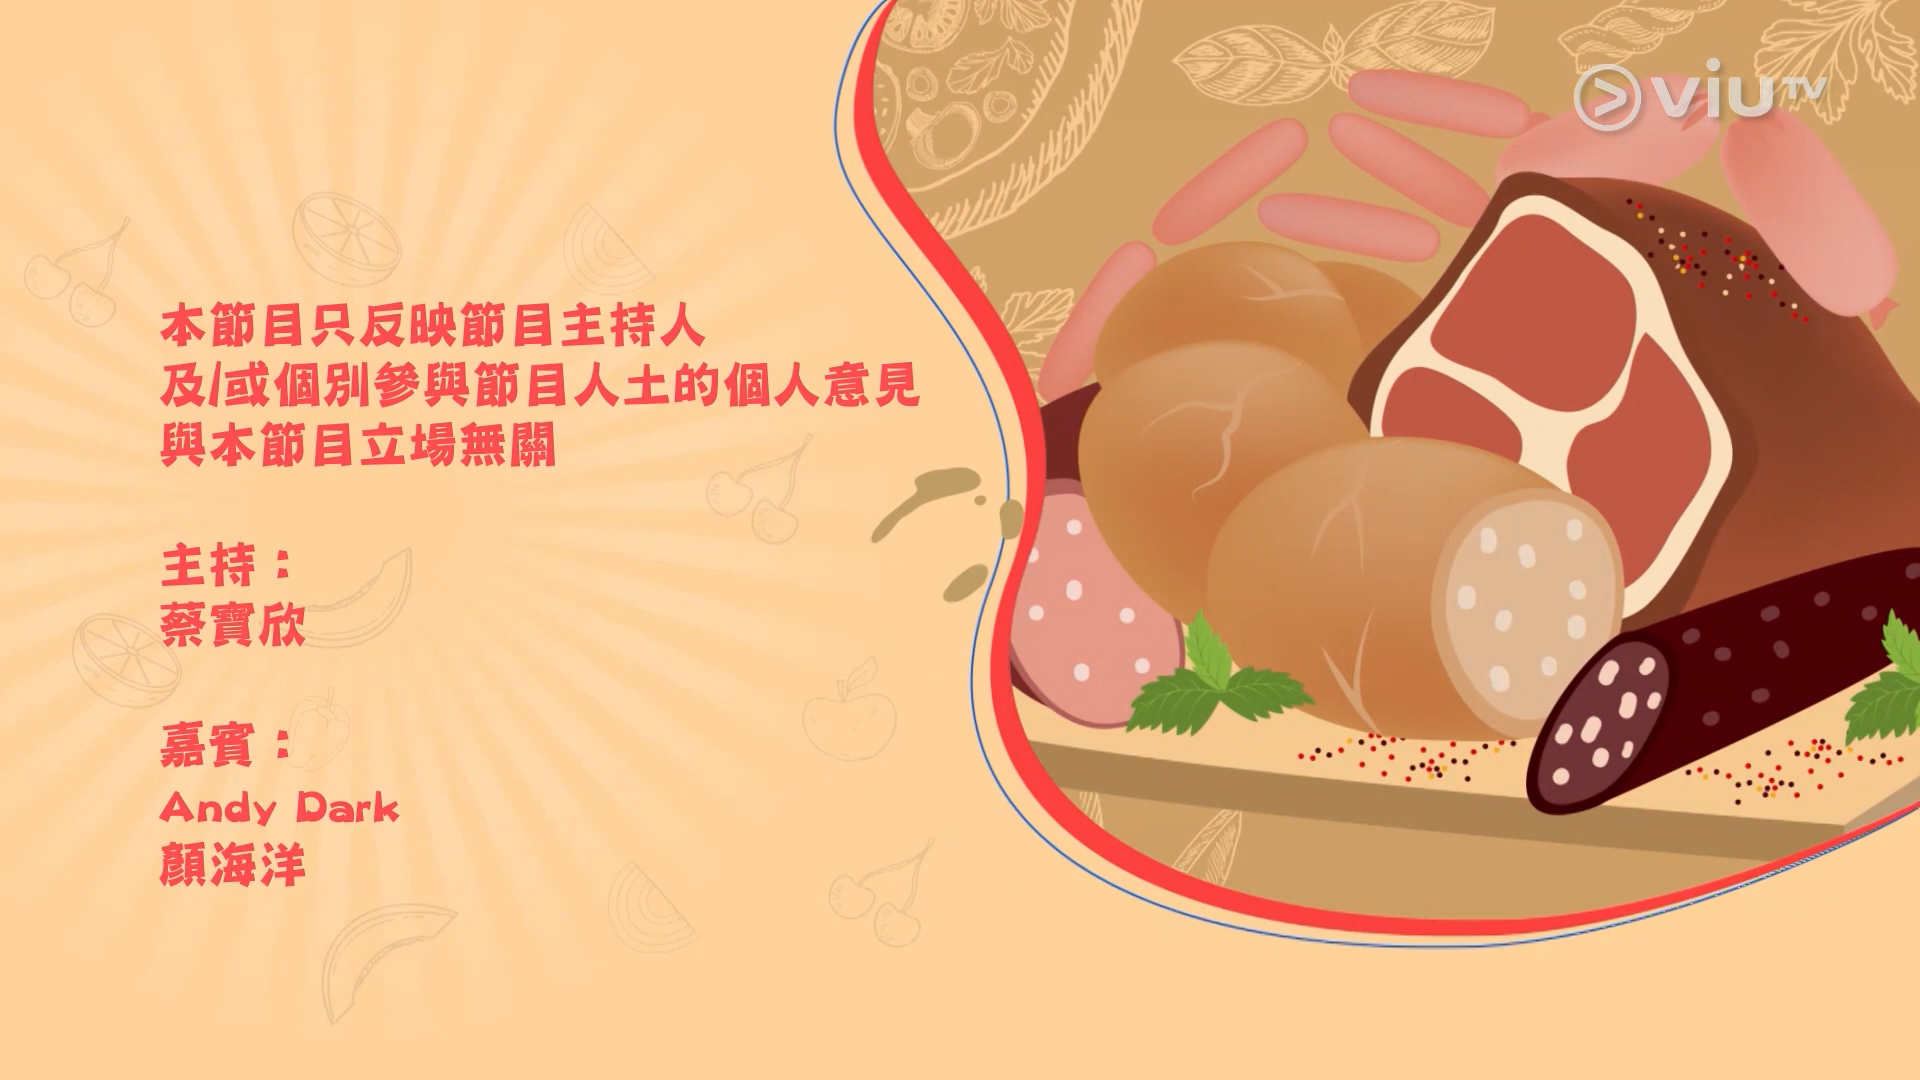 viuTV
本節目只反映節目主持人
及/或個別參與節目人士的個人意見
與本節目立場無關
主持：
蔡寶欣
嘉賓：
Andy Dark
顏海洋